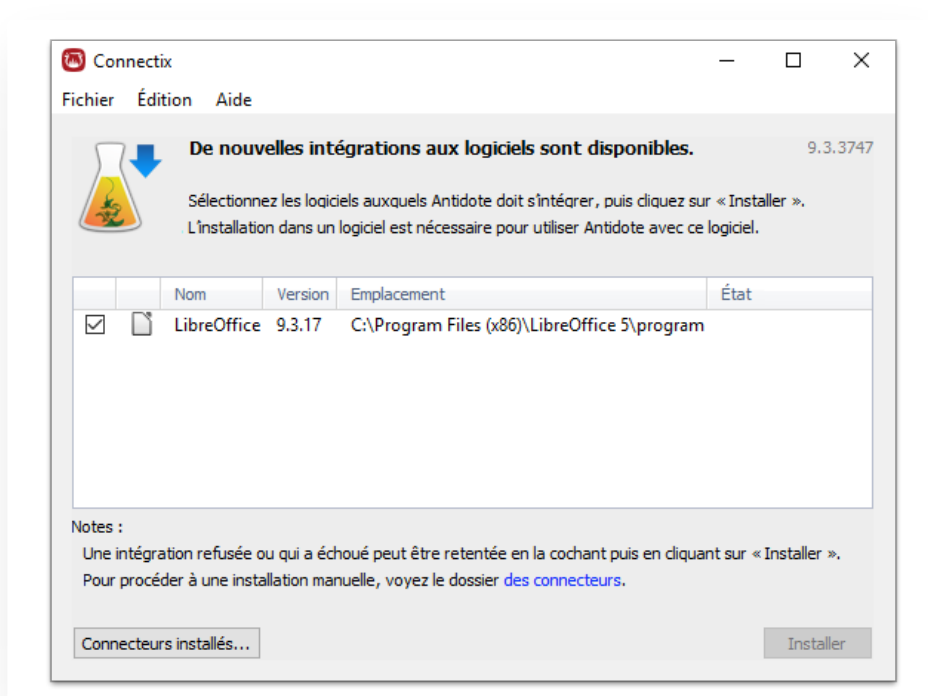 Connectix
Fichier Édition Aide
De nouvelles intégrations aux logiciels sont disponibles. 9.3.3747
Sélectionnez les logiciels auxquels Antidote doit s'intégrer, puis cliquez sur « Installer ».
L'installation dans un logiciel est nécessaire pour utiliser Antidote avec ce logiciel.
Nom Version Emplacement État
LibreOffice 9.3.17 C:\Program Files (x86)\LibreOffice 5\program
Notes :
Une intégration refusée ou qui a échoué peut être retentée en la cochant puis en cliquant sur « Installer ».
Pour procéder à une installation manuelle, voyez le dossier des connecteurs.
Connecteurs installés... Installer